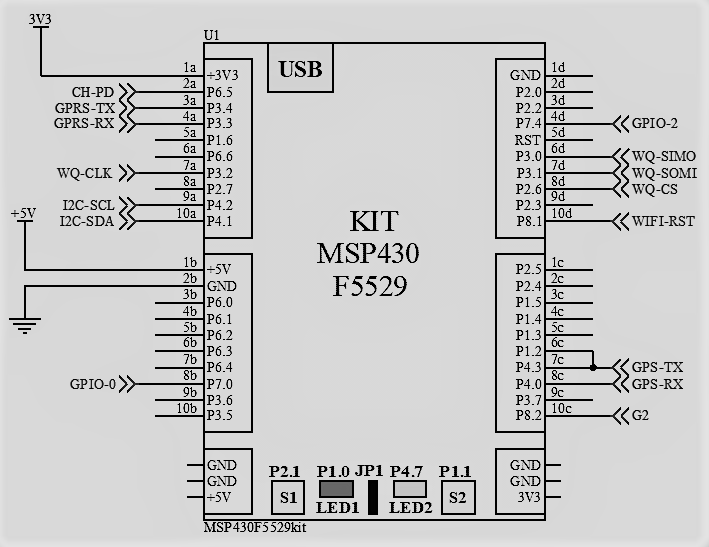 3V3
U1
1a +3V3
CH-PD 2a P6.5
GPRS-TX 3a P3.4
GPRS-RX 4a P3.3
5a P1.6
6a P6.6
WQ-CLK 7a P3.2
8a P2.7
I2C-SCL 9a P4.2
I2C-SDA 10a P4.1
USB
GND 1d
P2.0 2d
P2.2 3d
P7.4 4d GPIO-2
RST 5d
P3.0 6d WQ-SIMO
P3.1 7d WQ-SOMI
P2.6 8d WQ-CS
P2.3 9d
P8.1 10d WIFI-RST
KIT
MSP430
F5529
+5V
1b +5V
2b GND
3b P6.0
4b P6.1
5b P6.2
6b P6.3
7b P6.4
GPIO-0 8b P7.0
9b P3.6
10b P3.5
P2.5 1c
P2.4 2c
P1.5 3c
P1.4 4c
P1.3 5c
P1.2 6c
P4.3 7c GPS-TX
P4.0 8c GPS-RX
P3.7 9c
P8.2 10c G2
GND
GND
+5V
P2.1 P1.0 JP1 P4.7 P1.1
S1 S2
LED1 LED2
GND
GND
3V3
MSP430F5529kit